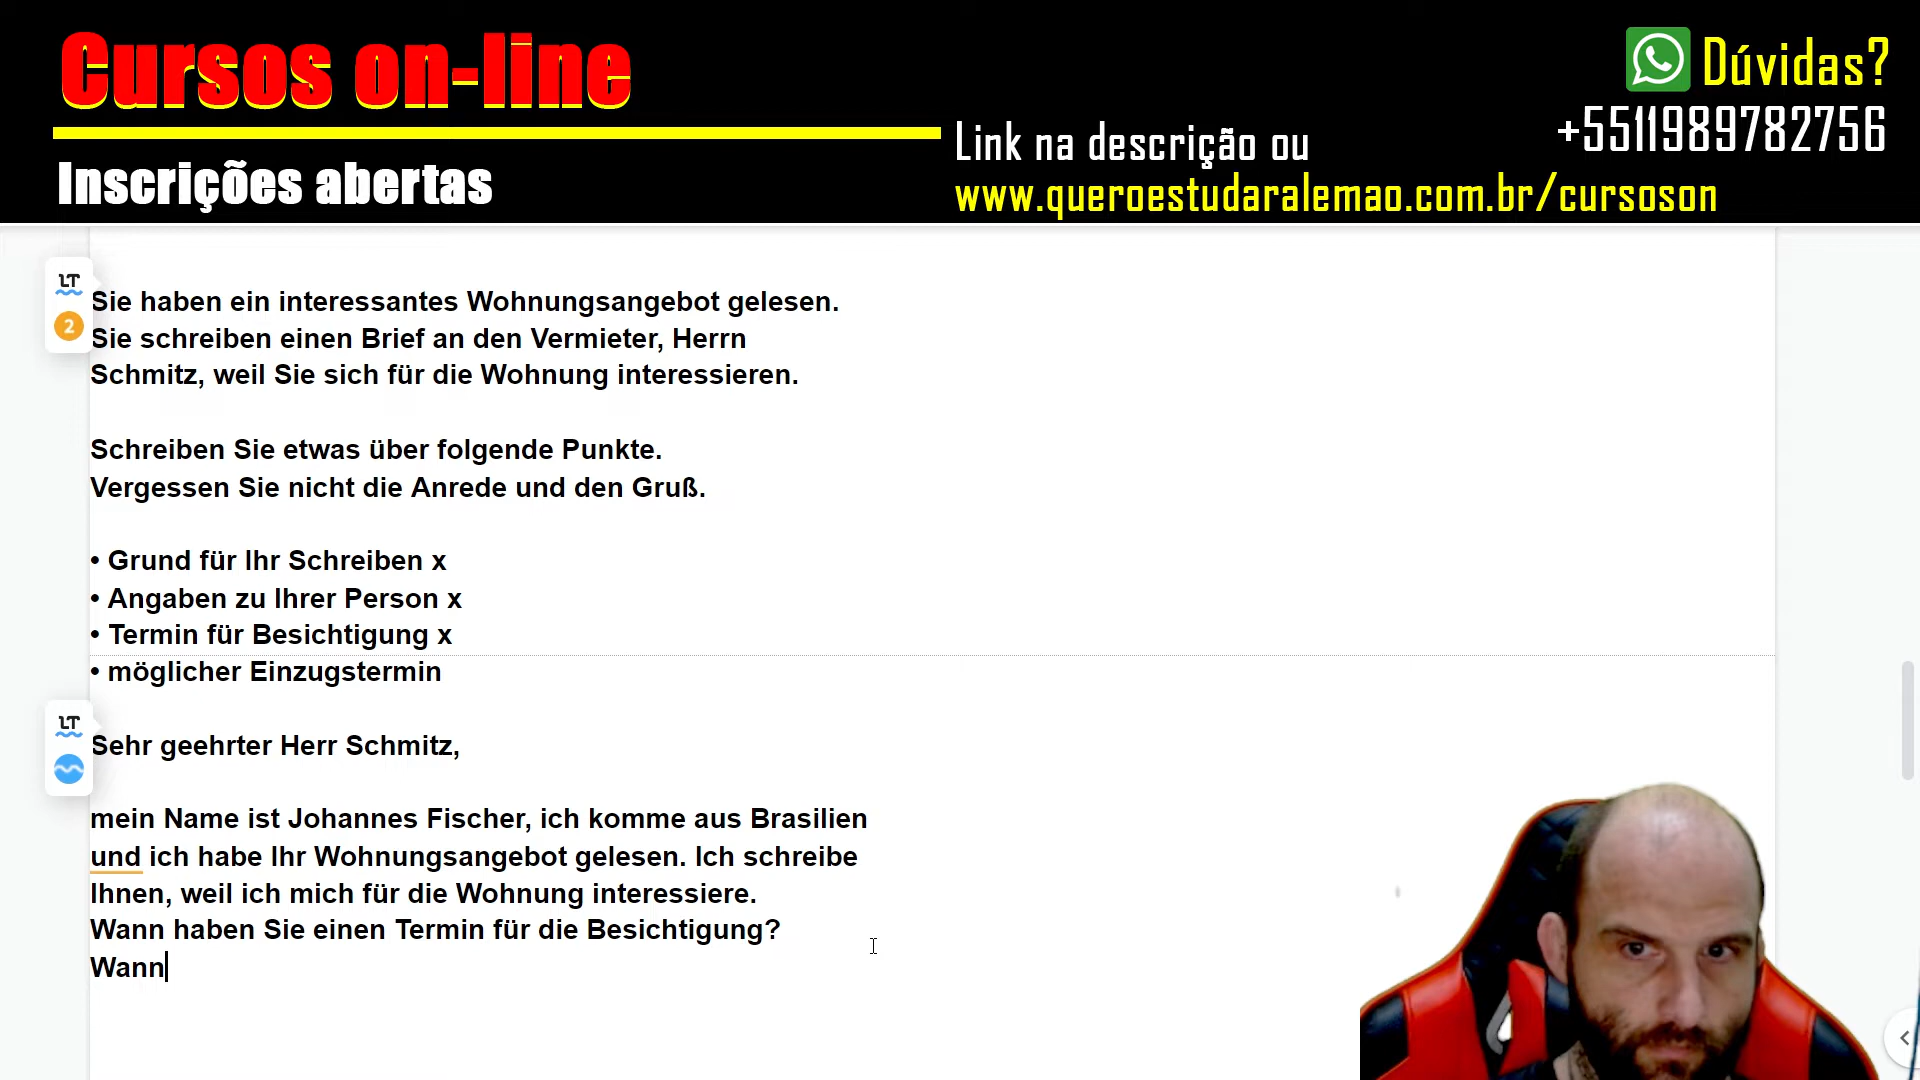 Cursos on-line
Inscrições abertas
Dúvidas?
+5511989782756
Link na descrição ou
www.queroestudaralemao.com.br/cursoson
LT
2
Sie haben ein interessantes Wohnungsangebot gelesen.
Sie schreiben einen Brief an den Vermieter, Herrn
Schmitz, weil Sie sich für die Wohnung interessieren.
Schreiben Sie etwas über folgende Punkte.
Vergessen Sie nicht die Anrede und den Gruß.
• Grund für Ihr Schreiben x
• Angaben zu Ihrer Person x
• Termin für Besichtigung x
• möglicher Einzugstermin
LT
Sehr geehrter Herr Schmitz,
mein Name ist Johannes Fischer, ich komme aus Brasilien
und ich habe Ihr Wohnungsangebot gelesen. Ich schreibe
Ihnen, weil ich mich für die Wohnung interessiere.
Wann haben Sie einen Termin für die Besichtigung?
Wann